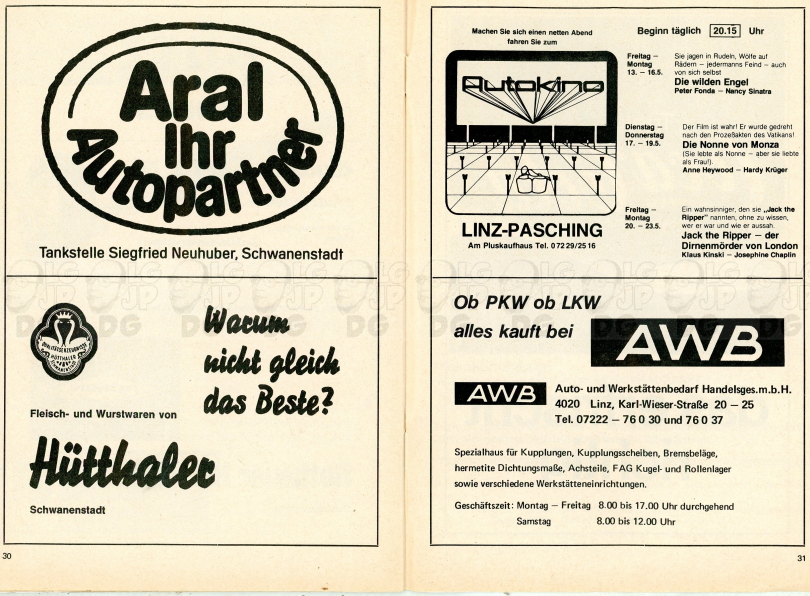 Aral
Ihr
Autopartner
Tankstelle Siegfried Neuhuber, Schwanenstadt
Warum
nicht gleich
das Beste?
Fleisch- und Wurstwaren von
Hütthaler
Schwanenstadt
30
Machen Sie sich einen netten Abend
fahren Sie zum
Autokino
LINZ-PASCHING
Am Pluskaufhaus Tel. 07229/2516
Beginn täglich 20.15 Uhr
Freitag —
Montag
13. — 16.5.
Sie jagen in Rudeln, Wölfe auf
Rädern — jedermanns Feind — auch
von sich selbst
Die wilden Engel
Peter Fonda — Nancy Sinatra
Dienstag —
Donnerstag
17. — 19.5.
Der Film ist wahr! Er wurde gedreht
nach den Prozeßakten des Vatikans!
Die Nonne von Monza
(Sie lebte als Nonne — aber sie liebte
als Frau!).
Anne Heywood — Hardy Krüger
Freitag —
Montag
20. — 23.5.
Ein wahnsinniger, den sie „Jack the
Ripper" nannten, ohne zu wissen,
wer er war und wie er aussah.
Jack the Ripper — der
Dirnenmörder von London
Klaus Kinski — Josephine Chaplin
Ob PKW ob LKW
alles kauft bei
AWB
AWB
Auto- und Werkstättenbedarf Handelsges.m.b.H.
4020 Linz, Karl-Wieser-Straße 20 — 25
Tel. 07222 — 76 0 30 und 76 0 37
Spezialhaus für Kupplungen, Kupplungsscheiben, Bremsbeläge,
hermetite Dichtungsmaße, Achsteile, FAG Kugel- und Rollenlager
sowie verschiedene Werkstätteneinrichtungen.
Geschäftszeit: Montag — Freitag 8.00 bis 17.00 Uhr durchgehend
Samstag 8.00 bis 12.00 Uhr
31